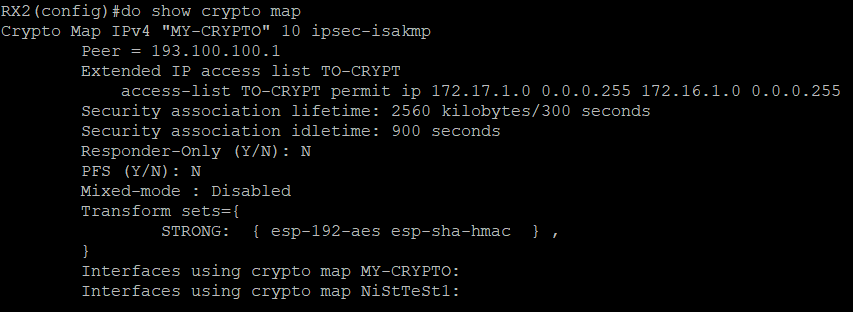 RX2(config)#do show crypto map
Crypto Map IPv4 "MY-CRYPTO" 10 ipsec-isakmp
Peer = 193.100.100.1
Extended IP access list TO-CRYPT
access-list TO-CRYPT permit ip 172.17.1.0 0.0.0.255 172.16.1.0 0.0.0.255
Security association lifetime: 2560 kilobytes/300 seconds
Security association idletime: 900 seconds
Responder-Only (Y/N): N
PFS (Y/N): N
Mixed-mode : Disabled
Transform sets={
STRONG:  { esp-192-aes esp-sha-hmac  } ,
}
Interfaces using crypto map MY-CRYPTO:
Interfaces using crypto map NiStTeSt1: